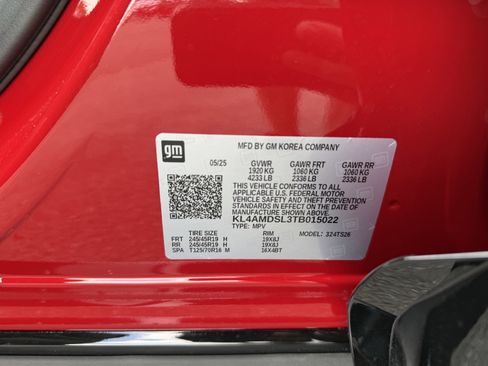 gm
MFD BY GM KOREA COMPANY
05/25 GVWR GAWR FRT GAWR RR
1920 KG 1060 KG 1060 KG
4233 LB 2336 LB 2336 LB
THIS VEHICLE CONFORMS TO ALL
APPLICABLE U.S. FEDERAL MOTOR
VEHICLE SAFETY, BUMPER, AND THEFT
PREVENTION STANDARDS
IN EFFECT ON THE DATE OF
MANUFACTURE SHOWN ABOVE.
KL4AMDSL3TB015022
TYPE: MPV MODEL: 324TS26
TIRE SIZE RIM
FRT 245/45R19 H 19X8J
RR 245/45R19 H 19X8J
SPA T125/70R16 M 16X4BT